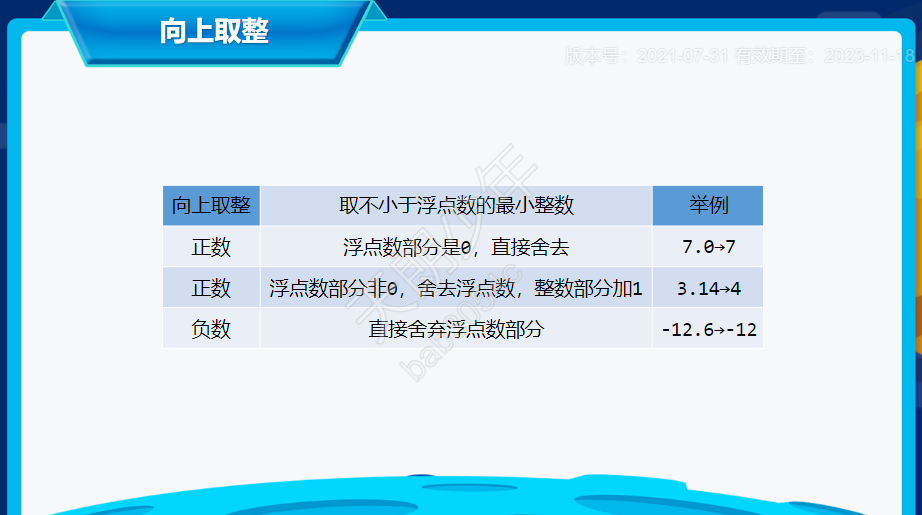 向上取整
版本号：2021-07-31 有效期至：2023-11-18
向上取整 取不小于浮点数的最小整数 举例
正数 浮点数部分是0，直接舍去 7.0→7
正数 浮点数部分非0，舍去浮点数，整数部分加1 3.14→4
负数 直接舍弃浮点数部分 -12.6→-12